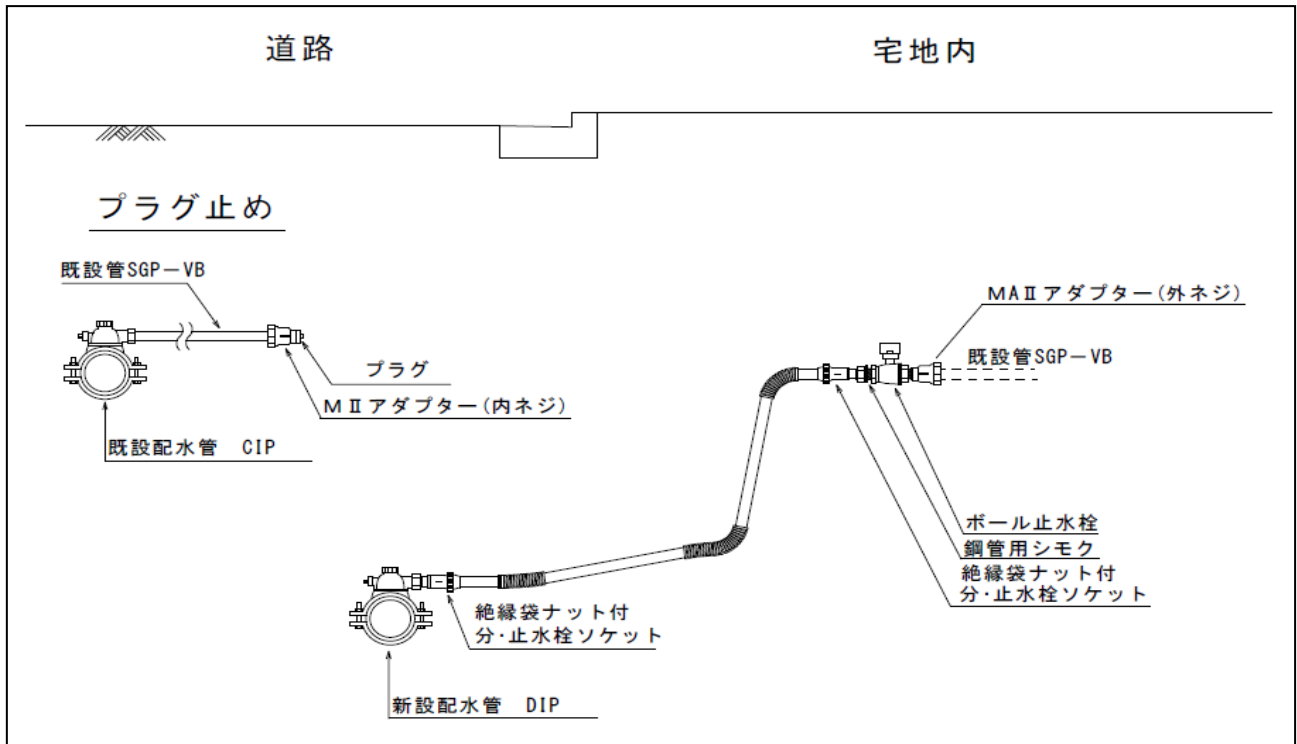 道路
宅地内
プラグ止め
既設管SGP－VB
プラグ
MⅡアダプター(内ネジ)
既設配水管 CIP
MAⅡアダプター(外ネジ)
既設管SGP－VB
ボール止水栓
鋼管用シモク
絶縁袋ナット付
分・止水栓ソケット
絶縁袋ナット付
分・止水栓ソケット
新設配水管 DIP